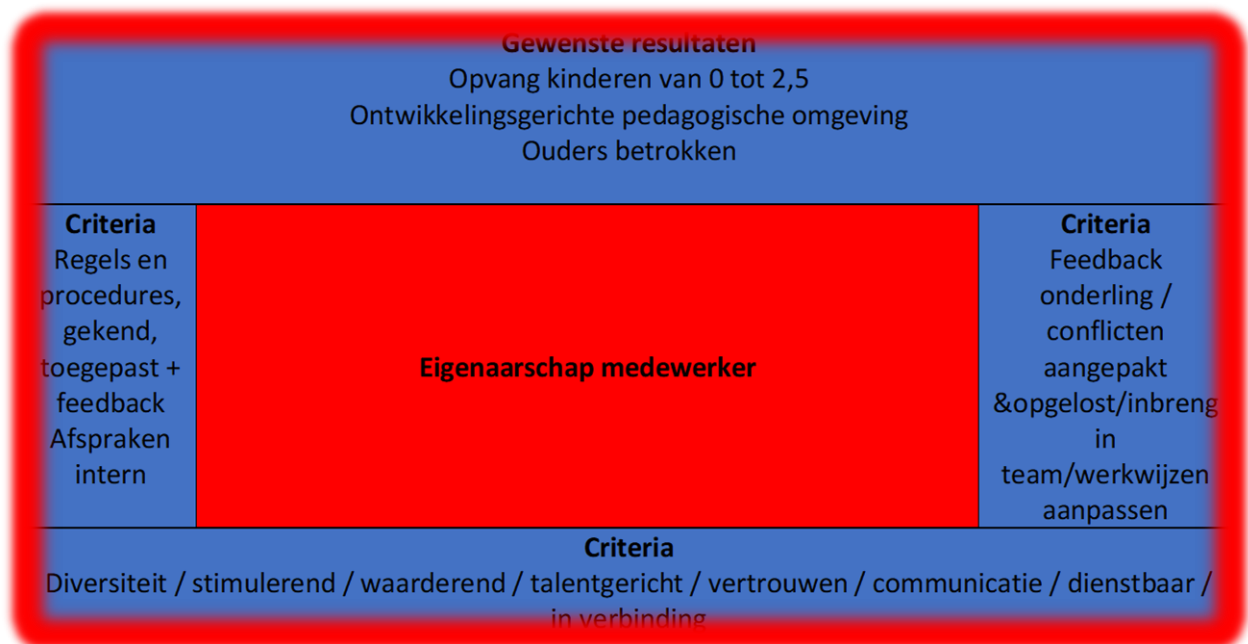 Gewenste resultaten
Opvang kinderen van 0 tot 2,5
Ontwikkelingsgerichte pedagogische omgeving
Ouders betrokken
Criteria
Regels en
procedures,
gekend,
toegepast +
feedback
Afspraken
intern
Eigenaarschap medewerker
Criteria
Feedback
onderling /
conflicten
aangepakt
&opgelost/inbreng
in
team/werkwijzen
aanpassen
Criteria
Diversiteit / stimulerend / waarderend / talentgericht / vertrouwen / communicatie / dienstbaar /
in verbinding